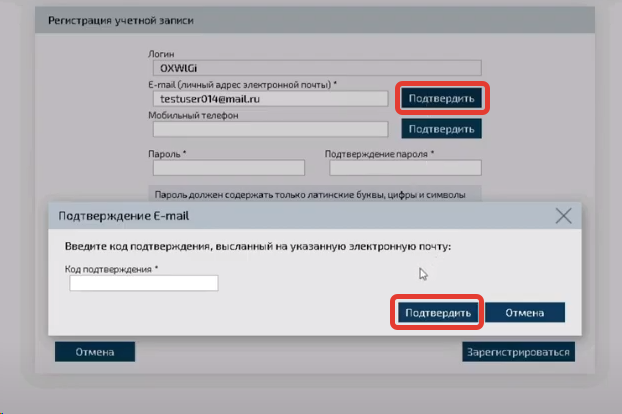 Регистрация учетной записи
Логин
OXWlGi
E-mail (личный адрес электронной почты) *
testuser014@mail.ru
Подтвердить
Мобильный телефон
Подтвердить
Пароль *
Подтверждение пароля *
Пароль должен содержать только латинские буквы, цифры и символы
Подтверждение E-mail
Введите код подтверждения, высланный на указанную электронную почту:
Код подтверждения *
Подтвердить
Отмена
Отмена
Зарегистрироваться